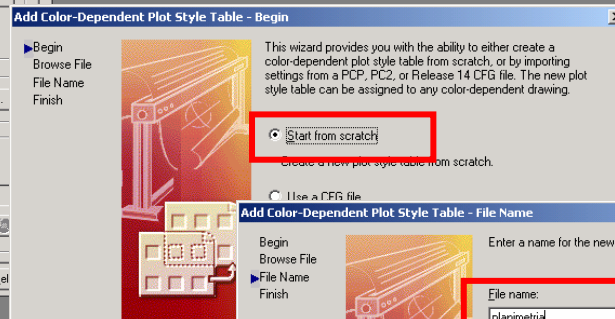 Add Color-Dependent Plot Style Table - Begin
Begin
Browse File
File Name
Finish
This wizard provides you with the ability to either create a
color-dependent plot style table from scratch, or by importing
settings from a PCP, PC2, or Release 14 CFG file. The new plot
style table can be assigned to any color-dependent drawing.
Start from scratch
Create a new plot style table from scratch.
Use a CFG file
Add Color-Dependent Plot Style Table - File Name
Begin
Browse File
File Name
Finish
Enter a name for the new
File name:
planimetria